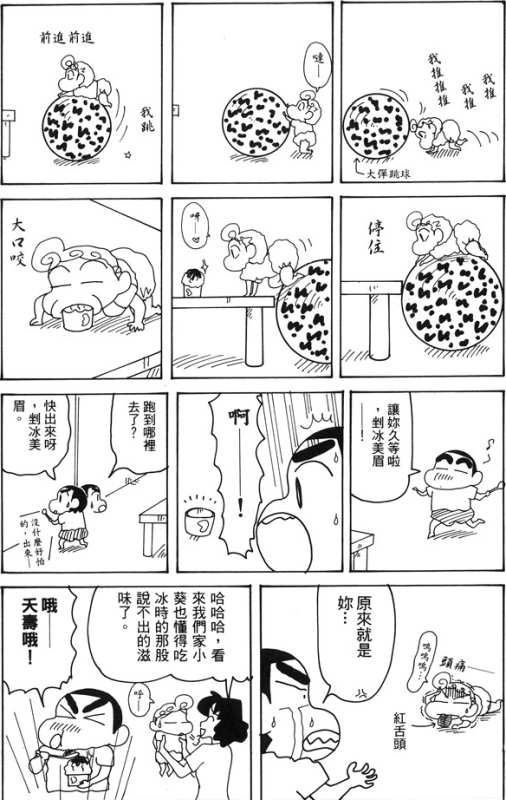 我推
我推
我推推推
大彈跳球
噠—
前進前進
我跳
停住
大口咬
讓妳久等啦
，剉冰美眉
——！
啊
——！
跑到哪裡
去了？
快出來呀
，剉冰美
眉。
沒什麼好怕
的，出來—
頭痛—
嗚嗚
嗚嗚…
紅舌頭
原來就是
妳…
哈哈哈，看
來我們家小
葵也懂得吃
冰時的那股
說不出的滋
味了。
哦——
夭壽哦！